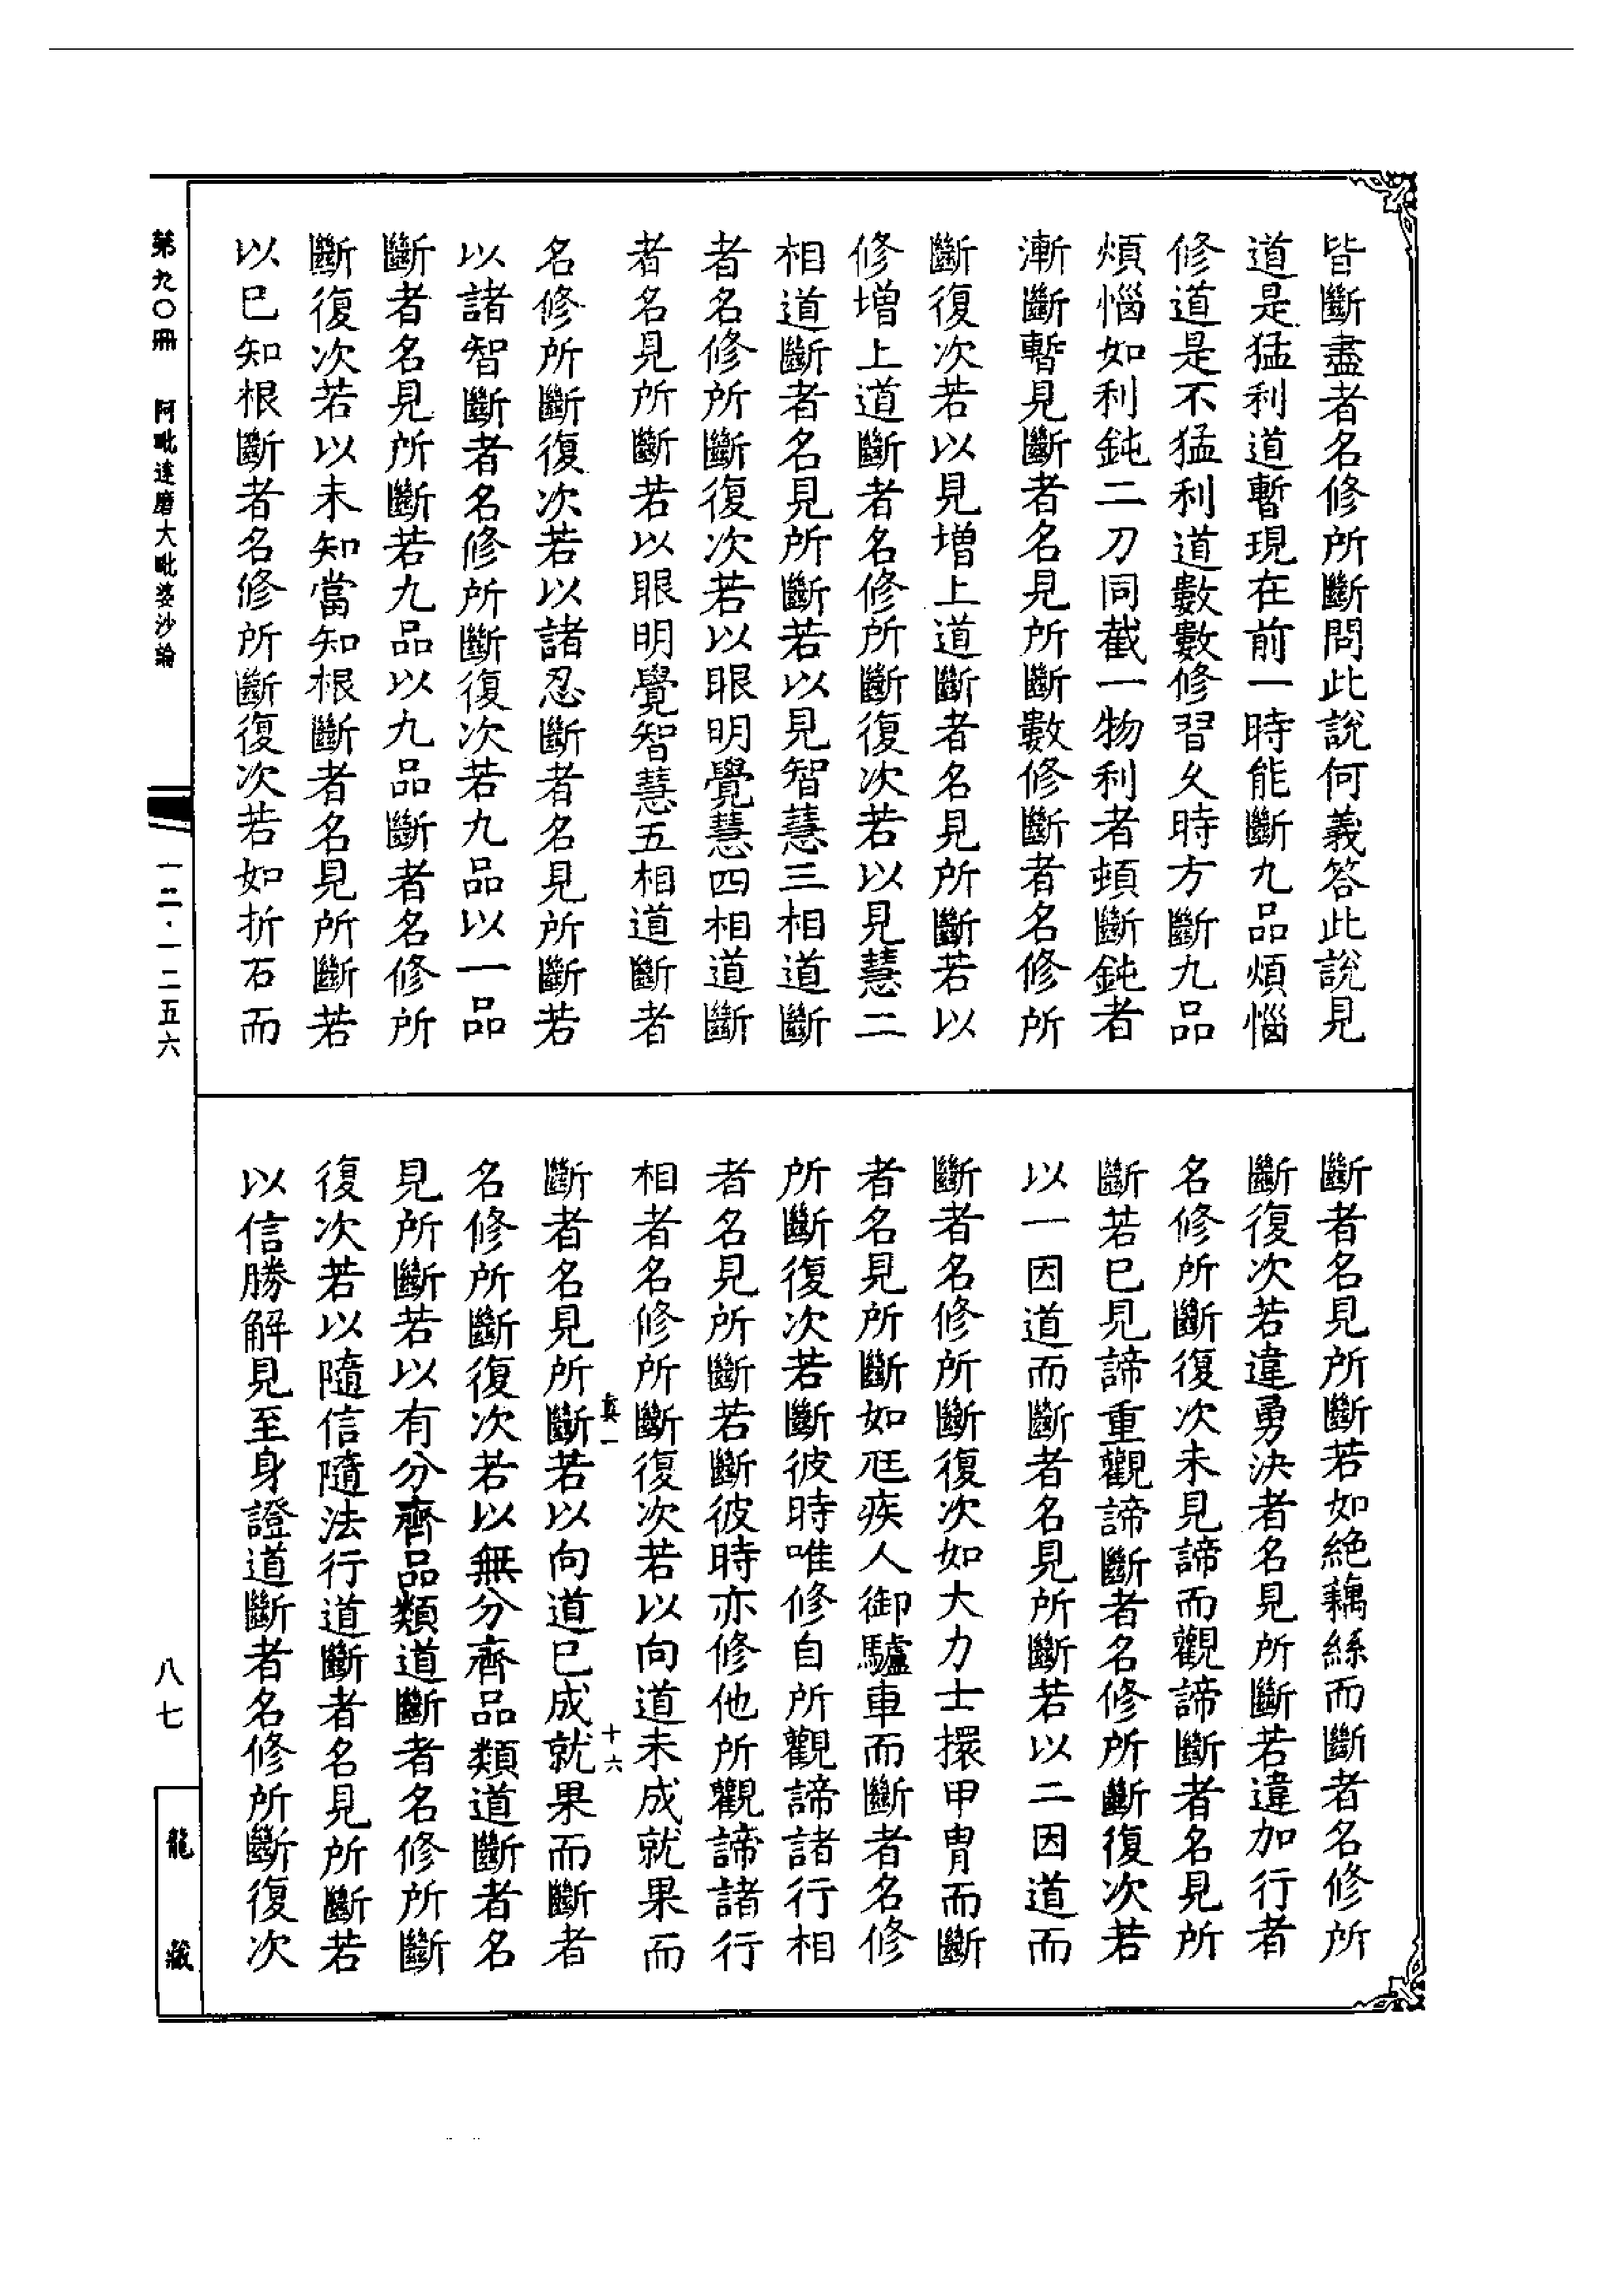 皆斷盡者名修所斷問此說何義答此說見
道是猛利道暫現在前一時能斷九品煩惱
修道是不猛利道數數修習久時方斷九品
煩惱如利鈍二刀同截一物利者頓斷鈍者
漸斷暫見斷者名見所斷數修斷者名修所
斷復次若以見增上道斷者名見所斷若以
修增上道斷者名修所斷復次若以見慧二
相道斷者名見所斷若以見智慧三相道斷
者名修所斷復次若以眼明覺慧四相道斷
者名見所斷若以眼明覺智慧五相道斷者
名修所斷復次若以諸忍斷者名見所斷若
以諸智斷者名修所斷復次若九品以一品
斷者名見所斷若九品以九品斷者名修所
斷復次若以未知當知根斷者名見所斷若
以已知根斷者名修所斷復次若如折石而
斷者名見所斷若如絕藕絲而斷者名修所
斷復次若違勇決者名見所斷若違加行者
名修所斷復次未見諦而觀諦斷者名見所
斷若已見諦重觀諦斷者名修所斷復次若
以一因道而斷者名見所斷若以二因道而
斷者名修所斷復次如大力士擐甲冑而斷
者名見所斷如尫疾人御驢車而斷者名修
所斷復次若斷彼時唯修自所觀諦諸行相
者名見所斷若斷彼時亦修他所觀諦諸行
相者名修所斷復次若以向道未成就果而
真一 十六
斷者名見所斷若以向道已成就果而斷者
名修所斷復次若以無分齊品類道斷者名
見所斷若以有分齊品類道斷者名修所斷
復次若以隨信隨法行道斷者名見所斷若
以信勝解見至身證道斷者名修所斷復次
第九〇冊 阿毗達磨大毗婆沙論
一二·一二五六
八七
龍藏